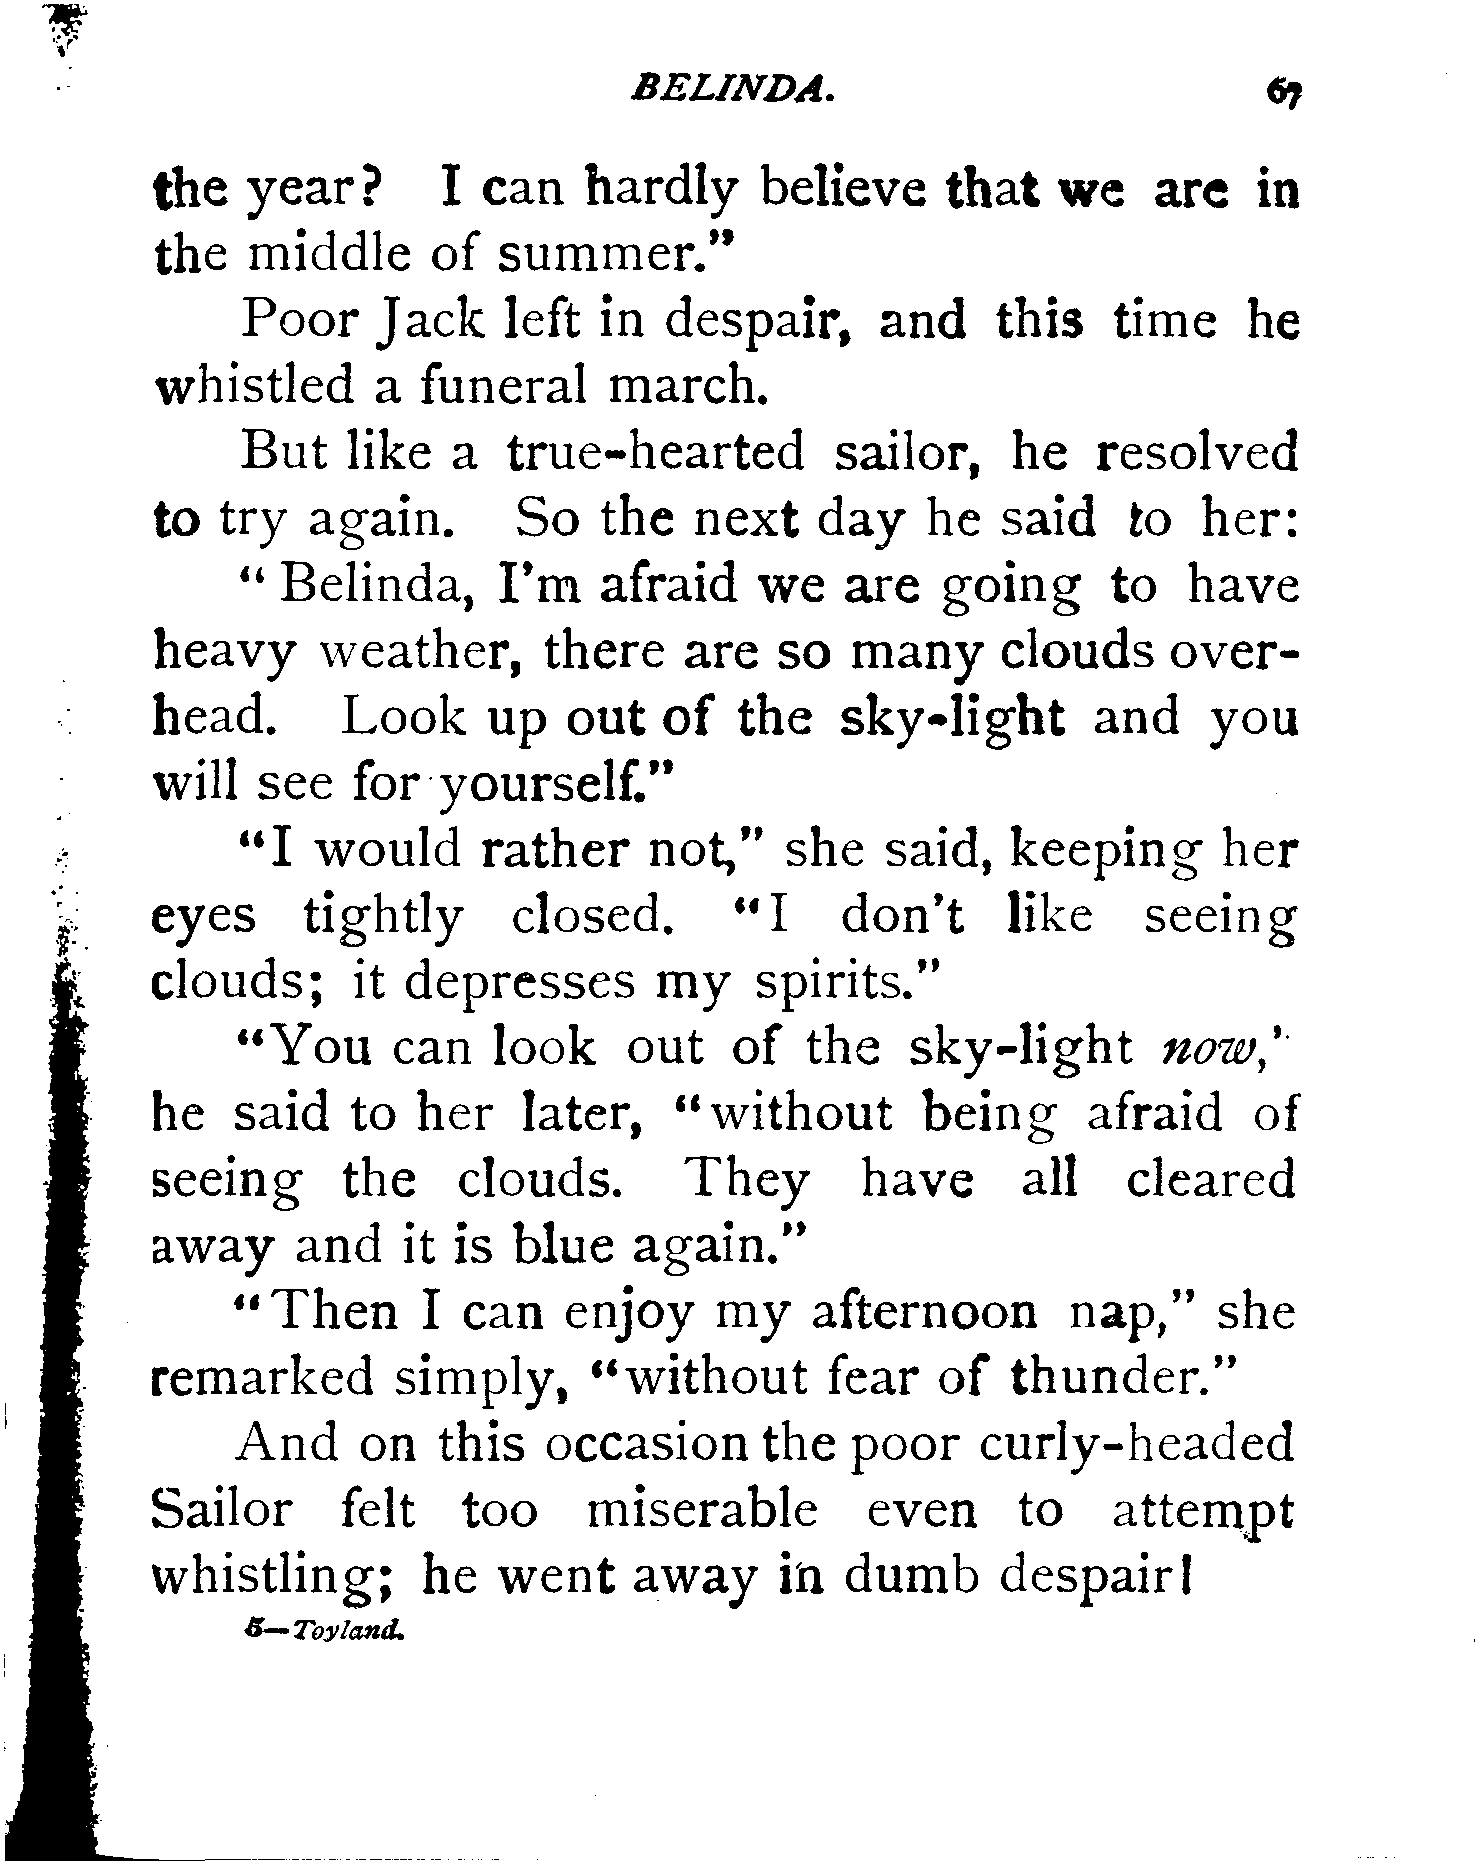 BELINDA. 67
the year? I can hardly believe that we are in
the middle of summer."
Poor Jack left in despair, and this time he
whistled a funeral march.
But like a true-hearted sailor, he resolved
to try again. So the next day he said to her:
"Belinda, I'm afraid we are going to have
heavy weather, there are so many clouds over-
head. Look up out of the sky-light and you
will see for yourself."
"I would rather not," she said, keeping her
eyes tightly closed. "I don't like seeing
clouds; it depresses my spirits."
"You can look out of the sky-light now,'
he said to her later, "without being afraid of
seeing the clouds. They have all cleared
away and it is blue again."
"Then I can enjoy my afternoon nap," she
remarked simply, "without fear of thunder."
And on this occasion the poor curly-headed
Sailor felt too miserable even to attempt
whistling; he went away in dumb despair!
5—Toyland.